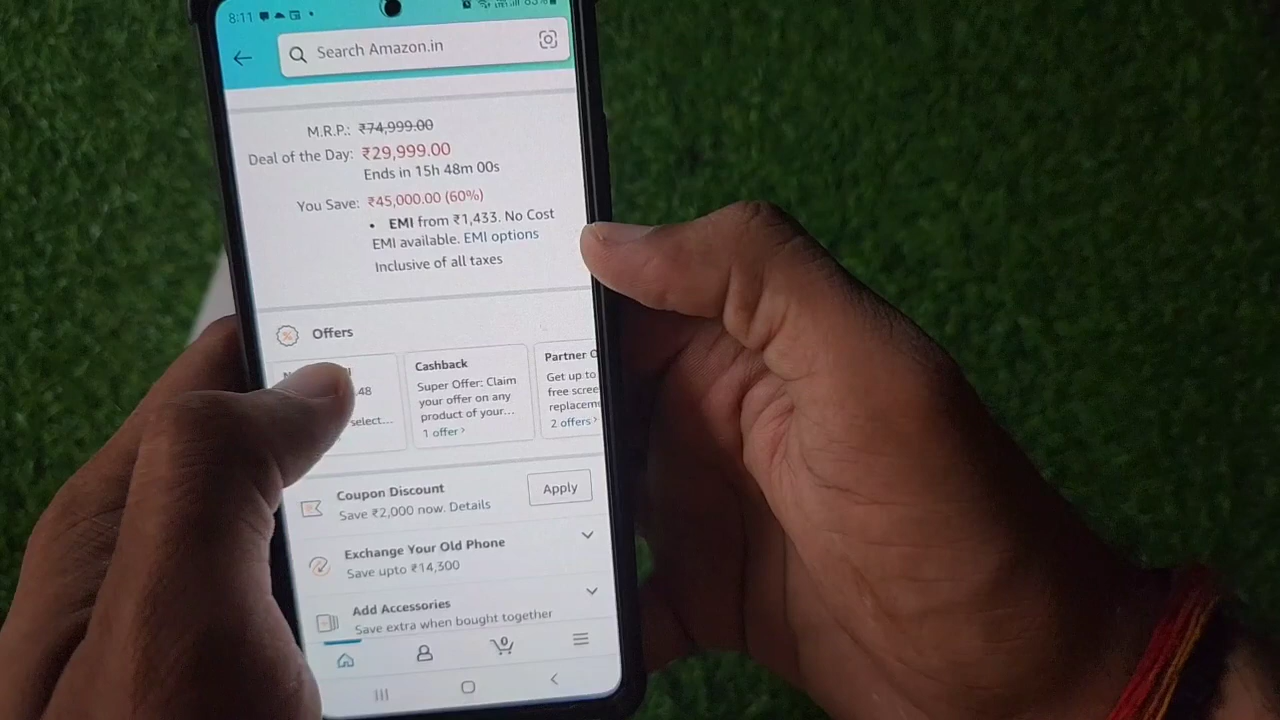 8:11
Search Amazon.in
M.R.P.: ₹74,999.00
Deal of the Day: ₹29,999.00
Ends in 15h 48m 00s
You Save: ₹45,000.00 (60%)
• EMI from ₹1,433. No Cost
EMI available. EMI options
Inclusive of all taxes
Offers
.48
select...
Cashback
Super Offer: Claim
your offer on any
product of your...
1 offer›
Partner
Get up to
free
2 offers›
Coupon Discount
Save ₹2,000 now. Details
Apply
Exchange Your Old Phone
Save upto ₹14,300
Add Accessories
Save extra when bought together
0